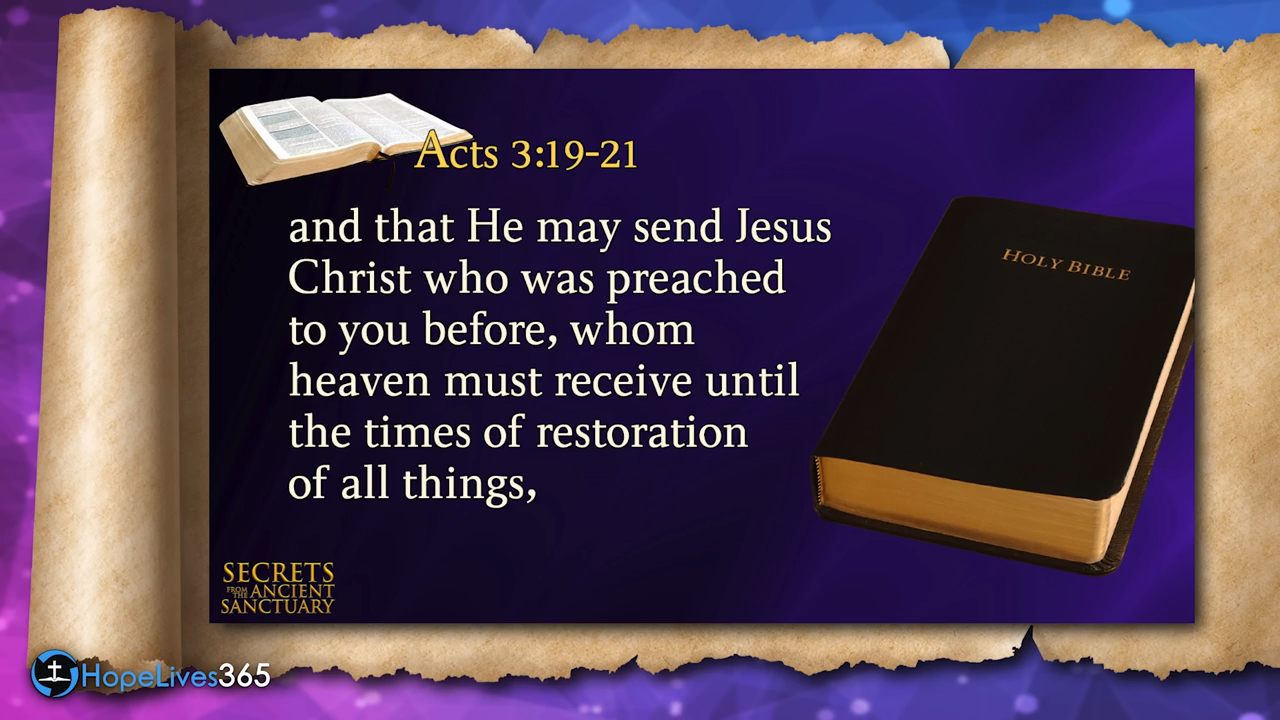 Acts 3:19-21
and that He may send Jesus
Christ who was preached
to you before, whom
heaven must receive until
the times of restoration
of all things,
HOLY BIBLE
SECRETS
FROM THE ANCIENT
SANCTUARY
HopeLives365